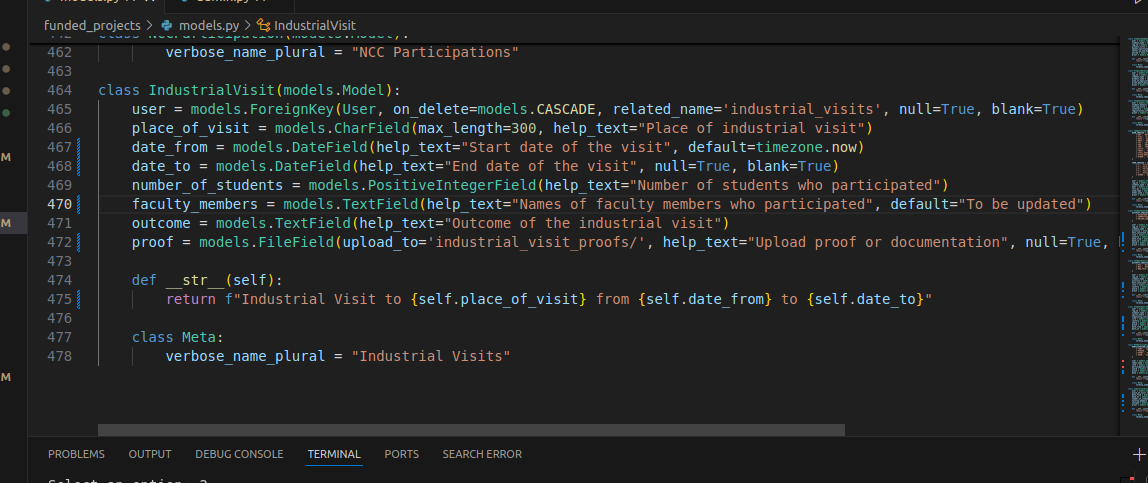 funded_projects > models.py > IndustrialVisit
462 verbose_name_plural = "NCC Participations"
463
464 class IndustrialVisit(models.Model):
465 user = models.ForeignKey(User, on_delete=models.CASCADE, related_name='industrial_visits', null=True, blank=True)
466 place_of_visit = models.CharField(max_length=300, help_text="Place of industrial visit")
467 date_from = models.DateField(help_text="Start date of the visit", default=timezone.now)
468 date_to = models.DateField(help_text="End date of the visit", null=True, blank=True)
469 number_of_students = models.PositiveIntegerField(help_text="Number of students who participated")
470 faculty_members = models.TextField(help_text="Names of faculty members who participated", default="To be updated")
471 outcome = models.TextField(help_text="Outcome of the industrial visit")
472 proof = models.FileField(upload_to='industrial_visit_proofs/', help_text="Upload proof or documentation", null=True,
473
474 def __str__(self):
475 return f"Industrial Visit to {self.place_of_visit} from {self.date_from} to {self.date_to}"
476
477 class Meta:
478 verbose_name_plural = "Industrial Visits"
M
M
M
PROBLEMS OUTPUT DEBUG CONSOLE TERMINAL PORTS SEARCH ERROR